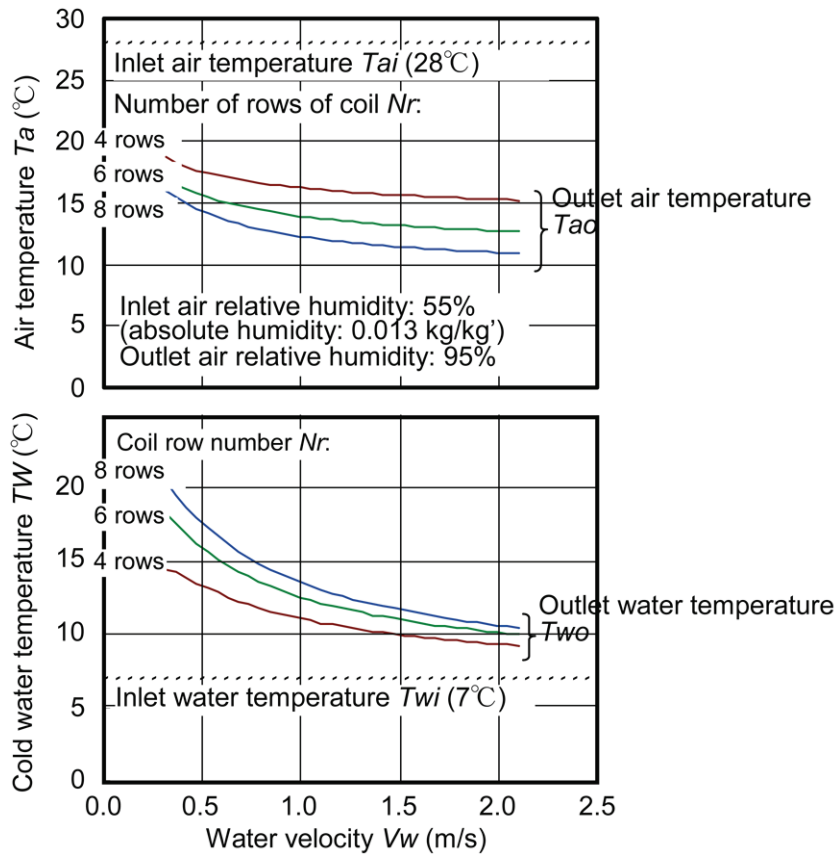 30
25
20
15
10
5
0
Air temperature Ta (℃)
Inlet air temperature Tai (28℃)
Number of rows of coil Nr:
4 rows
6 rows
8 rows
Outlet air temperature
Tao
Inlet air relative humidity: 55%
(absolute humidity: 0.013 kg/kg’)
Outlet air relative humidity: 95%
Cold water temperature TW (℃)
20
15
10
5
0
Coil row number Nr:
8 rows
6 rows
4 rows
Outlet water temperature
Two
Inlet water temperature Twi (7℃)
0.0 0.5 1.0 1.5 2.0 2.5
Water velocity Vw (m/s)